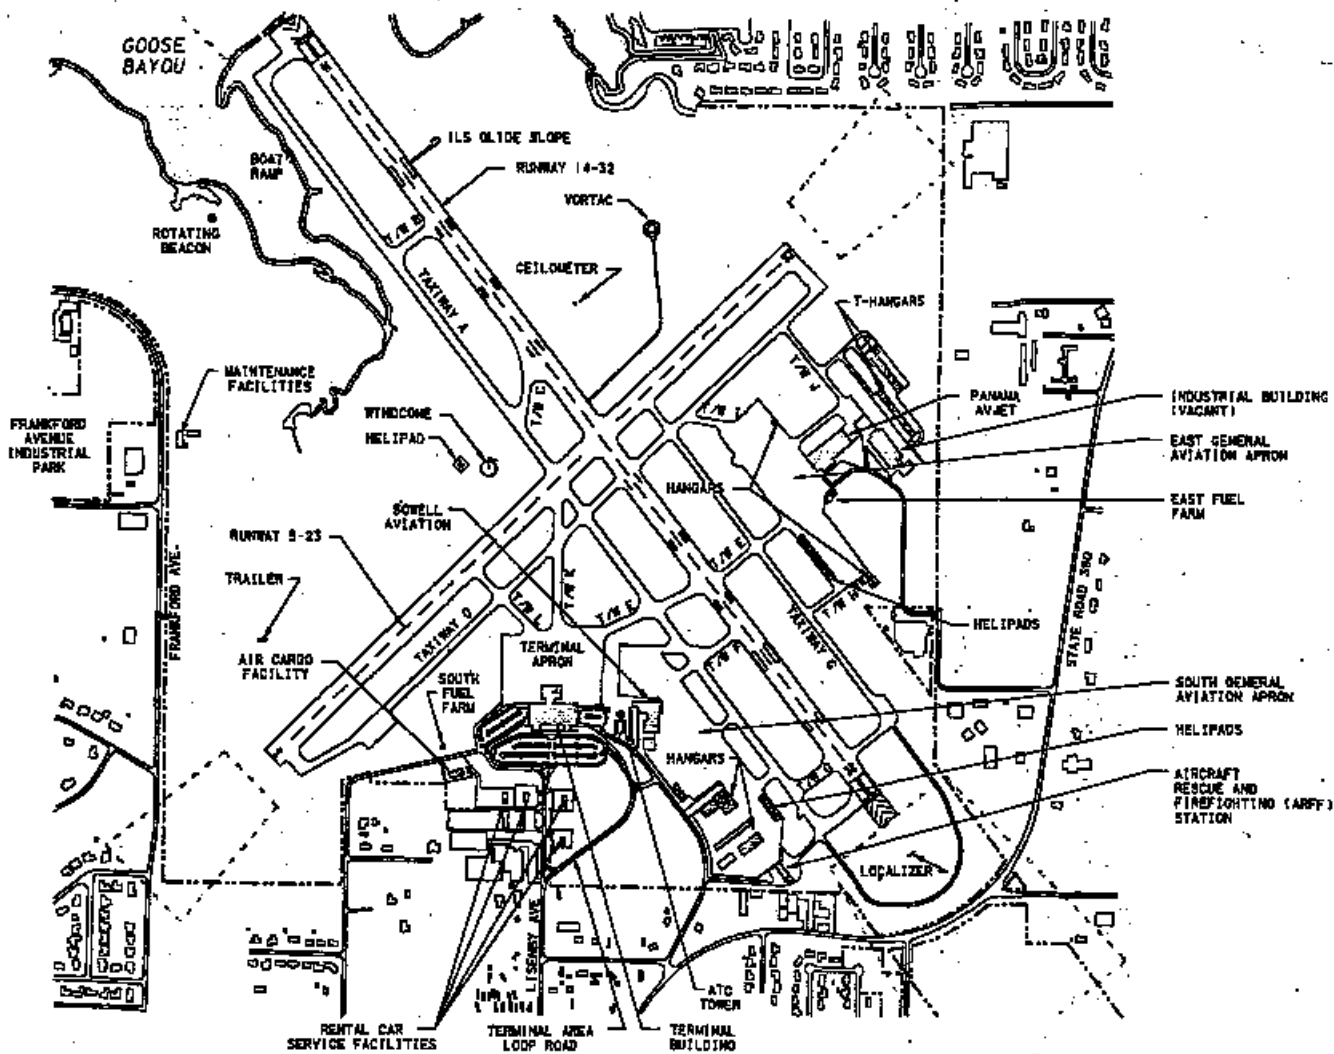 GOOSE
BAYOU
ILS GLIDE SLOPE
BOAT
RAMP
RUNWAY 14-32
VORTAC
T/W B
ROTATING
BEACON
CEILOMETER
TAXIWAY A
T-HANGARS
T/W J
MAINTENANCE
FACILITIES
T/W C
T/W I
PANAMA
AVJET
INDUSTRIAL BUILDING
(VACANT)
WINDCONE
FRANKFORD
AVENUE
INDUSTRIAL
PARK
HELIPAD
EAST GENERAL
AVIATION APRON
HANGARS
SOWELL
AVIATION
EAST FUEL
FARM
RUNWAY 5-23
FRANKFORD AVE.
T/W E
STATE ROAD 390
TRAILER
T/W K
T/W L
T/W E
T/W H
HELIPADS
TAXIWAY D
TAXIWAY G
TERMINAL
APRON
T/W F
AIR CARGO
FACILITY
SOUTH
FUEL
FARM
SOUTH GENERAL
AVIATION APRON
HELIPADS
HANGARS
T/W G
AIRCRAFT
RESCUE AND
FIREFIGHTING (ARFF)
STATION
LOCALIZER
LISENBY AVE
ATC
TOWER
RENTAL CAR
SERVICE FACILITIES
TERMINAL AREA
LOOP ROAD
TERMINAL
BUILDING